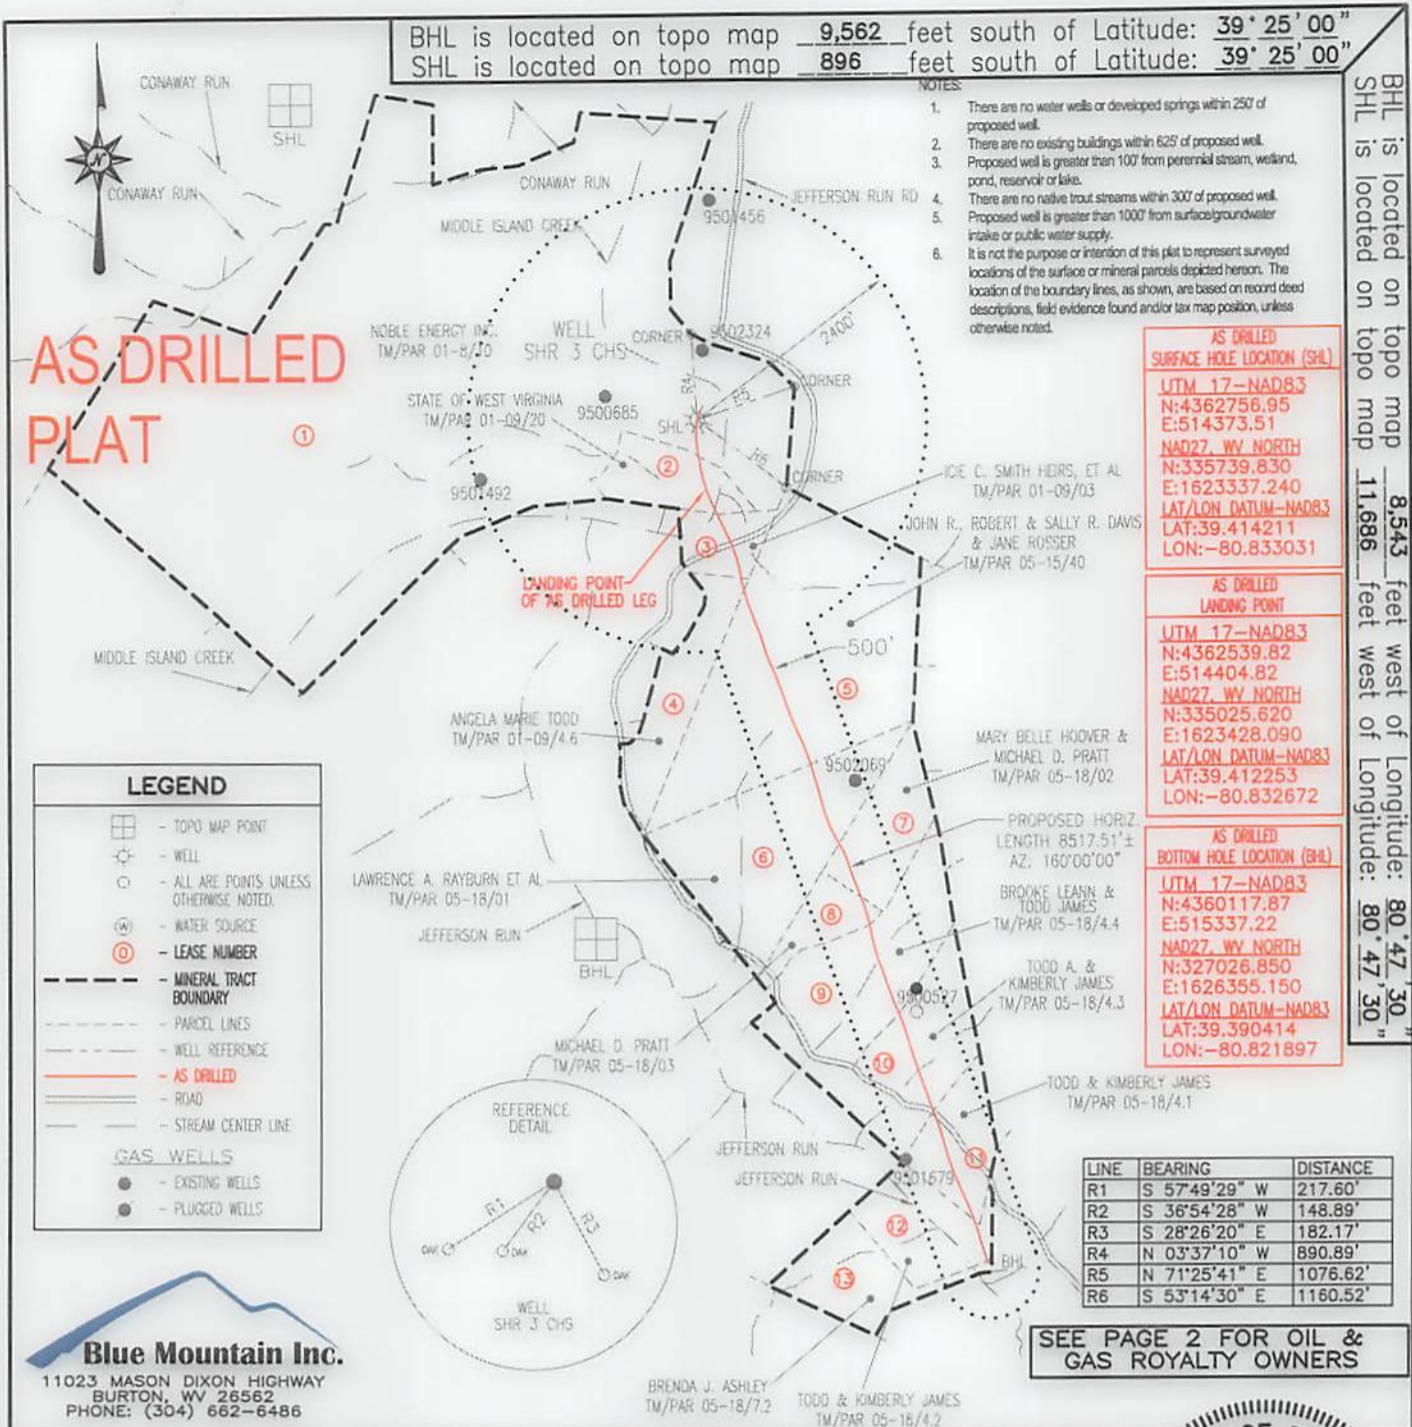 BHL is located on topo map 9,562 feet south of Latitude: 39° 25' 00"
SHL is located on topo map 896 feet south of Latitude: 39° 25' 00"
BHL is located on topo map 8,543 feet west of Longitude: 80° 47' 30"
SHL is located on topo map 11,686 feet west of Longitude: 80° 47' 30"
NOTES:
1. There are no water wells or developed springs within 250' of
proposed well.
2. There are no existing buildings within 625' of proposed well.
3. Proposed well is greater than 100' from perennial stream, wetland,
pond, reservoir or lake.
4. There are no native trout streams within 300' of proposed well.
5. Proposed well is greater than 1000' from surface/groundwater
intake or public water supply.
6. It is not the purpose or intention of this plat to represent surveyed
locations of the surface or mineral parcels depicted hereon. The
location of the boundary lines, as shown, are based on record deed
descriptions, field evidence found and/or tax map position, unless
otherwise noted.
CONAWAY RUN
SHL
N
CONAWAY RUN
CONAWAY RUN
MIDDLE ISLAND CREEK
9501456
JEFFERSON RUN RD
AS DRILLED
PLAT
1
NOBLE ENERGY INC.
TM/PAR 01-8/10
WELL
SHR 3 CHS
CORNER
9502324
2400'
CORNER
R4
R5
R6
STATE OF WEST VIRGINIA
TM/PAR 01-09/20
9500685
SHL
2
9501492
CORNER
ICIE C. SMITH HEIRS, ET AL
TM/PAR 01-09/03
JOHN R., ROBERT & SALLY R. DAVIS
& JANE ROSSER
TM/PAR 05-15/40
3
LANDING POINT
OF AS DRILLED LEG
500'
MIDDLE ISLAND CREEK
5
4
ANGELA MARIE TODD
TM/PAR 01-09/4.6
9502069
MARY BELLE HOOVER &
MICHAEL D. PRATT
TM/PAR 05-18/02
7
PROPOSED HORIZ.
LENGTH 8517.51'±
AZ: 160°00'00"
6
LAWRENCE A. RAYBURN ET AL
TM/PAR 05-18/01
BROOKE LEANN &
TODD JAMES
TM/PAR 05-18/4.4
8
JEFFERSON RUN
BHL
TODD A. &
KIMBERLY JAMES
TM/PAR 05-18/4.3
9
9500527
MICHAEL D. PRATT
TM/PAR 05-18/03
10
TODD & KIMBERLY JAMES
TM/PAR 05-18/4.1
JEFFERSON RUN
JEFFERSON RUN
9501679
11
12
13
BHL
BRENDA J. ASHLEY
TM/PAR 05-18/7.2
TODD & KIMBERLY JAMES
TM/PAR 05-18/4.2
AS DRILLED
SURFACE HOLE LOCATION (SHL)
UTM 17-NAD83
N:4362756.95
E:514373.51
NAD27, WV NORTH
N:335739.830
E:1623337.240
LAT/LON DATUM-NAD83
LAT:39.414211
LON:-80.833031
AS DRILLED
LANDING POINT
UTM 17-NAD83
N:4362539.82
E:514404.82
NAD27, WV NORTH
N:335025.620
E:1623428.090
LAT/LON DATUM-NAD83
LAT:39.412253
LON:-80.832672
AS DRILLED
BOTTOM HOLE LOCATION (BHL)
UTM 17-NAD83
N:4360117.87
E:515337.22
NAD27, WV NORTH
N:327026.850
E:1626355.150
LAT/LON DATUM-NAD83
LAT:39.390414
LON:-80.821897
LEGEND
- TOPO MAP POINT
- WELL
- ALL ARE POINTS UNLESS
OTHERWISE NOTED.
W - WATER SOURCE
0 - LEASE NUMBER
- MINERAL TRACT
BOUNDARY
- PARCEL LINES
- WELL REFERENCE
- AS DRILLED
- ROAD
- STREAM CENTER LINE
GAS WELLS
- EXISTING WELLS
- PLUGGED WELLS
REFERENCE
DETAIL
R1
R2
R3
OAK
OAK
OAK
WELL
SHR 3 CHS
LINE BEARING DISTANCE
R1 S 57°49'29" W 217.60'
R2 S 36°54'28" W 148.89'
R3 S 28°26'20" E 182.17'
R4 N 03°37'10" W 890.89'
R5 N 71°25'41" E 1076.62'
R6 S 53°14'30" E 1160.52'
SEE PAGE 2 FOR OIL &
GAS ROYALTY OWNERS
Blue Mountain Inc.
11023 MASON DIXON HIGHWAY
BURTON, WV 26562
PHONE: (304) 662-6486